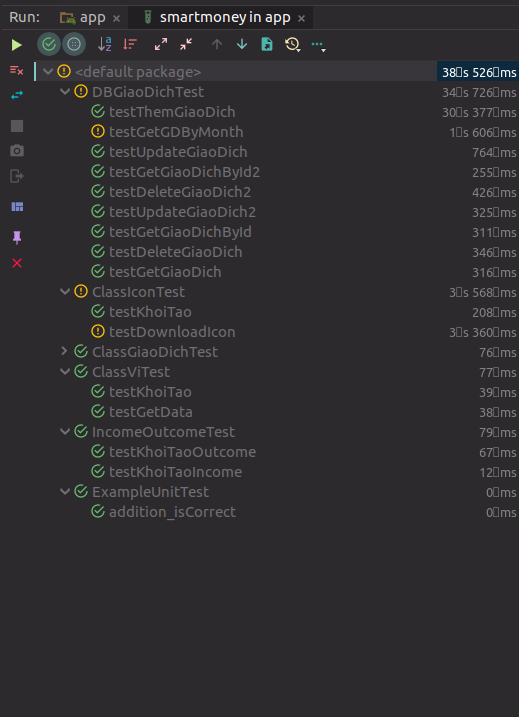 Run: app × smartmoney in app ×
<default package> 38 s 526 ms
DBGiaoDichTest 34 s 726 ms
testThemGiaoDich 30 s 377 ms
testGetGDByMonth 1 s 606 ms
testUpdateGiaoDich 764 ms
testGetGiaoDichById2 255 ms
testDeleteGiaoDich2 426 ms
testUpdateGiaoDich2 325 ms
testGetGiaoDichById 311 ms
testDeleteGiaoDich 346 ms
testGetGiaoDich 316 ms
ClassIconTest 3 s 568 ms
testKhoiTao 208 ms
testDownloadIcon 3 s 360 ms
ClassGiaoDichTest 76 ms
ClassViTest 77 ms
testKhoiTao 39 ms
testGetData 38 ms
IncomeOutcomeTest 79 ms
testKhoiTaoOutcome 67 ms
testKhoiTaoIncome 12 ms
ExampleUnitTest 0 ms
addition_isCorrect 0 ms